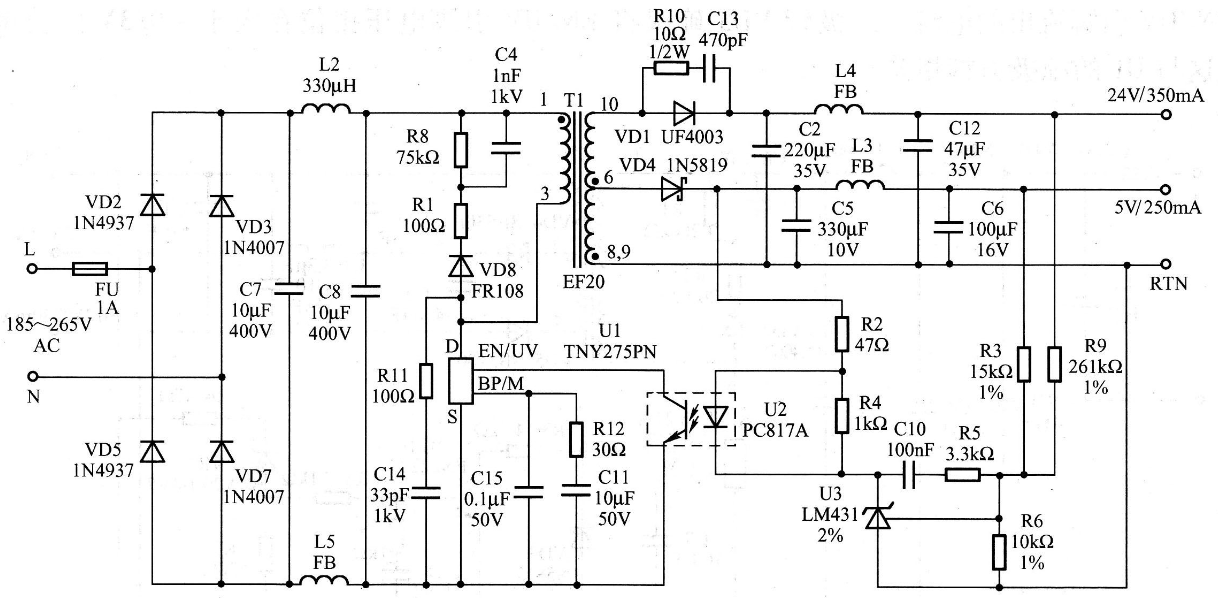 R10
10Ω
1/2W
C13
470pF
L2
330μH
C4
1nF
1kV
1
T1
10
L4
FB
24V/350mA
R8
75kΩ
VD1
UF4003
C2
220μF
35V
L3
FB
C12
47μF
35V
VD4
1N5819
3
6
VD2
1N4937
VD3
1N4007
R1
100Ω
5V/250mA
C5
330μF
10V
C6
100μF
16V
L
8,9
FU
1A
C7
10μF
400V
C8
10μF
400V
VD8
FR108
EF20
RTN
185～265V
AC
U1
TNY275PN
R2
47Ω
D
EN/UV
R3
15kΩ
1%
R9
261kΩ
1%
N
R11
100Ω
BP/M
S
U2
PC817A
R4
1kΩ
VD5
1N4937
VD7
1N4007
R12
30Ω
C10
100nF
R5
3.3kΩ
C14
33pF
1kV
C15
0.1μF
50V
C11
10μF
50V
U3
LM431
2%
R6
10kΩ
1%
L5
FB